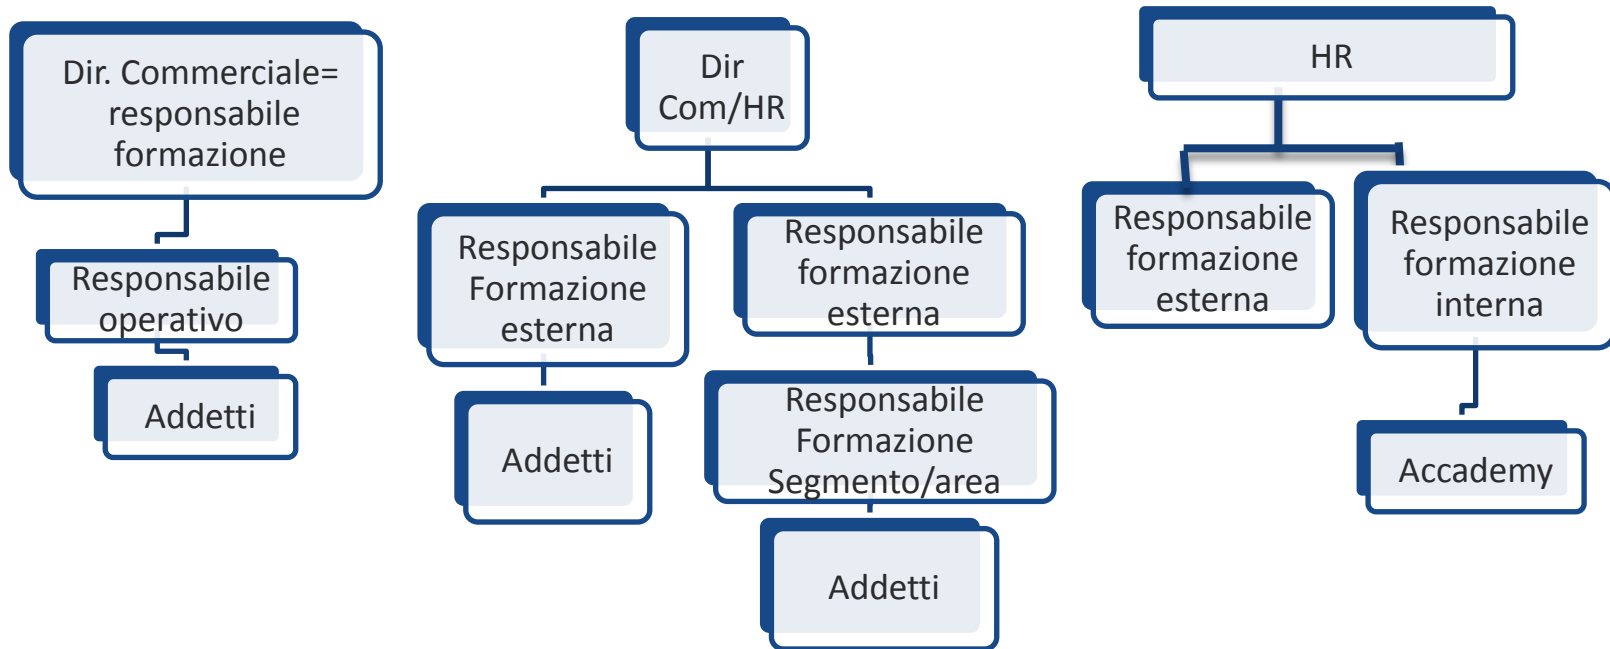 Dir. Commerciale=
responsabile
formazione
Responsabile
operativo
Addetti
Dir
Com/HR
Responsabile
Formazione
esterna
Addetti
Responsabile
formazione
esterna
Responsabile
Formazione
Segmento/area
Addetti
HR
Responsabile
formazione
esterna
Responsabile
formazione
interna
Accademy